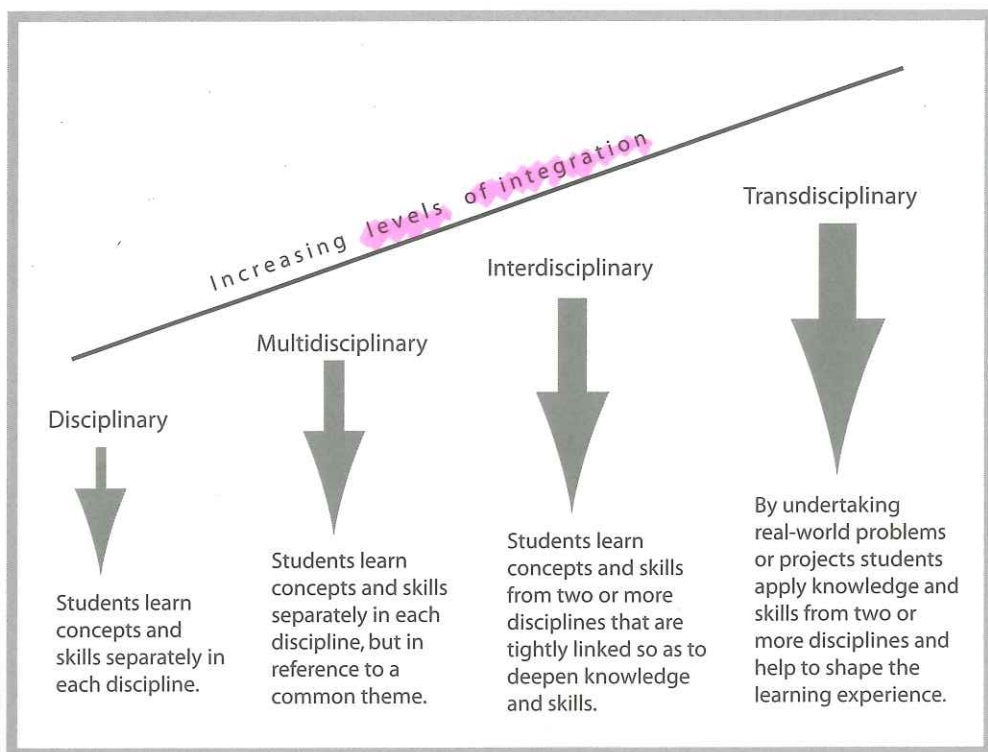 Increasing levels of integration
Disciplinary
Students learn
concepts and
skills separately in
each discipline.
Multidisciplinary
Students learn
concepts and skills
separately in each
discipline, but in
reference to a
common theme.
Interdisciplinary
Students learn
concepts and skills
from two or more
disciplines that are
tightly linked so as to
deepen knowledge
and skills.
Transdisciplinary
By undertaking
real-world problems
or projects students
apply knowledge and
skills from two or
more disciplines and
help to shape the
learning experience.